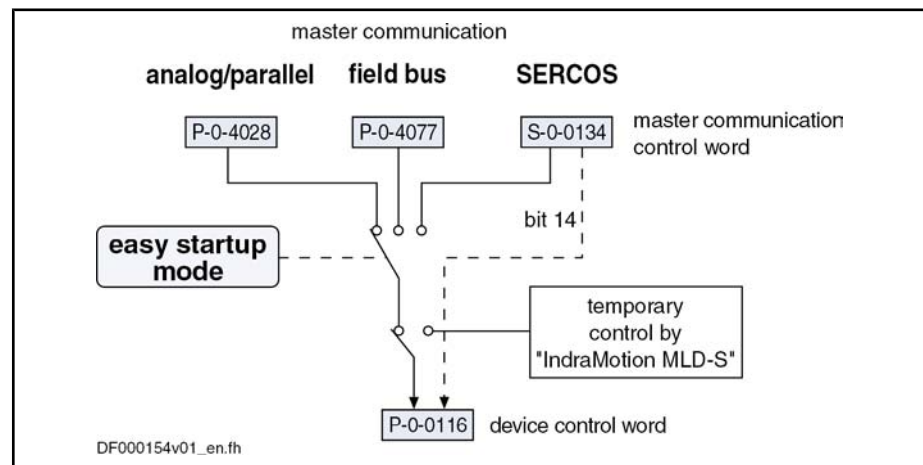 master communication
analog/parallel field bus SERCOS
P-0-4028 P-0-4077 S-0-0134 master communication
control word
bit 14
easy startup
mode
temporary
control by
"IndraMotion MLD-S"
P-0-0116 device control word
DF000154v01_en.fh